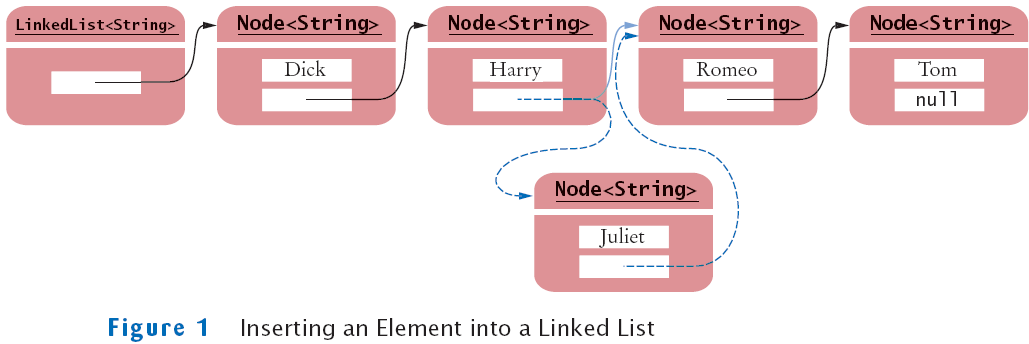 LinkedList<String>
Node<String>
Dick
Node<String>
Harry
Node<String>
Romeo
Node<String>
Tom
null
Node<String>
Juliet
Figure 1 Inserting an Element into a Linked List